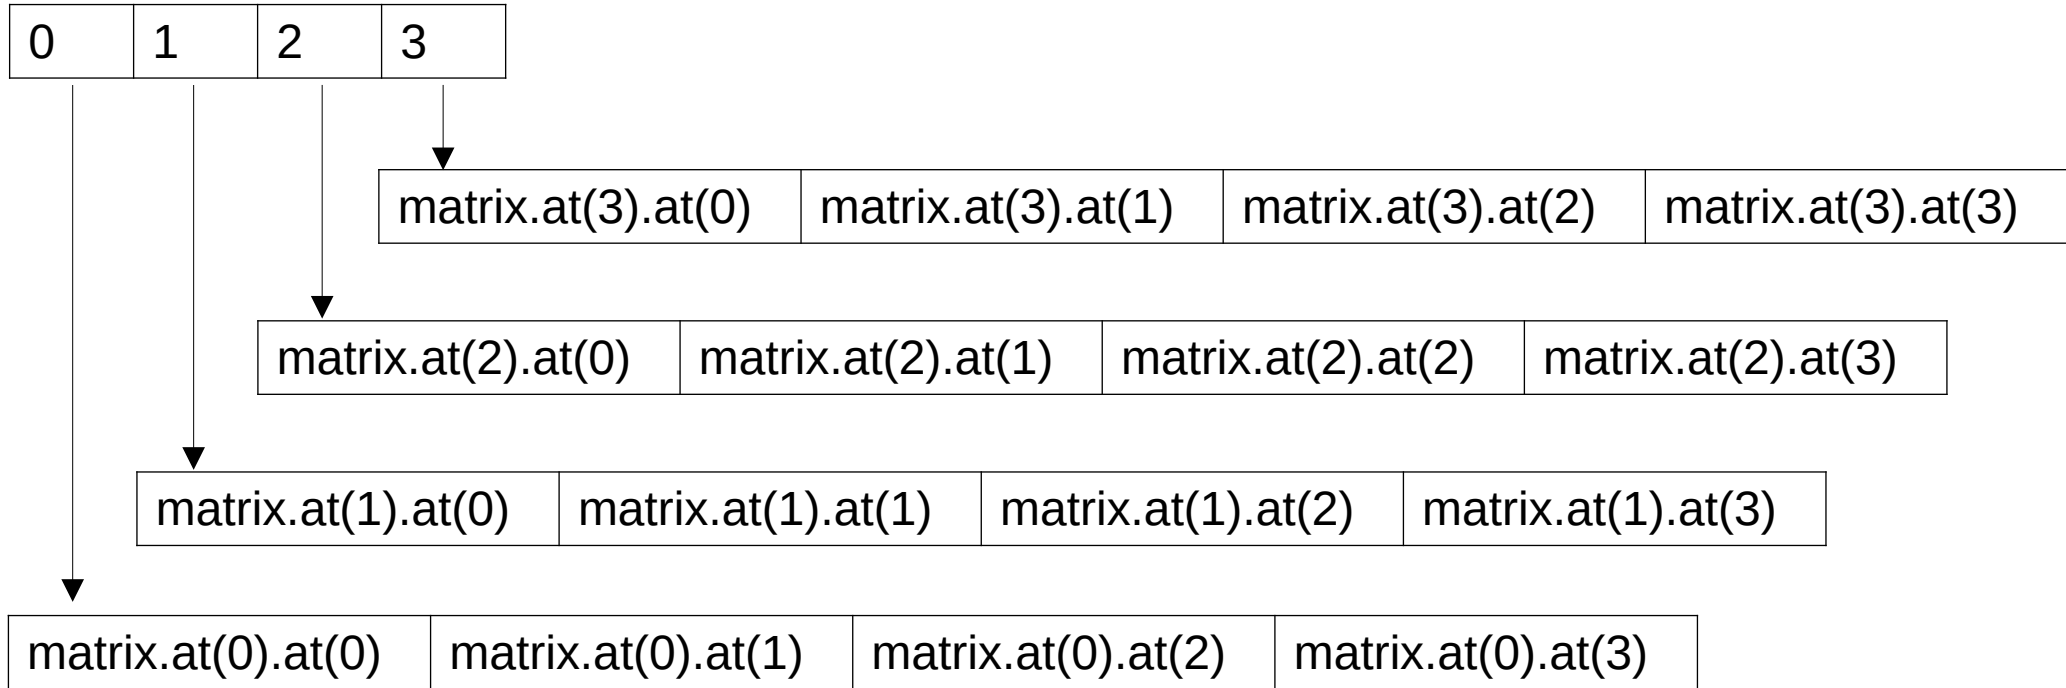 0 1 2 3
matrix.at(3).at(0) matrix.at(3).at(1) matrix.at(3).at(2) matrix.at(3).at(3)
matrix.at(2).at(0) matrix.at(2).at(1) matrix.at(2).at(2) matrix.at(2).at(3)
matrix.at(1).at(0) matrix.at(1).at(1) matrix.at(1).at(2) matrix.at(1).at(3)
matrix.at(0).at(0) matrix.at(0).at(1) matrix.at(0).at(2) matrix.at(0).at(3)